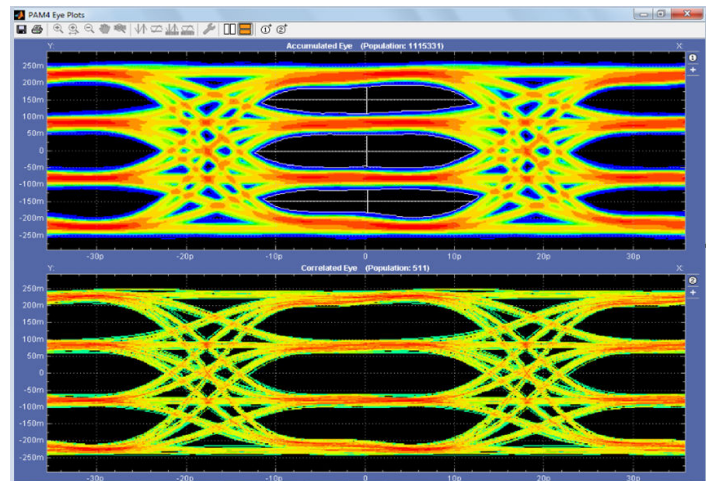 PAM4 Eye Plots
Y: Accumulated Eye (Population: 1115331) X:
250m
200m
150m
100m
50m
0
-50m
-100m
-150m
-200m
-250m
-30p -20p -10p 0 10p 20p 30p
Y: Correlated Eye (Population: 511) X:
250m
200m
150m
100m
50m
0
-50m
-100m
-150m
-200m
-250m
-30p -20p -10p 0 10p 20p 30p